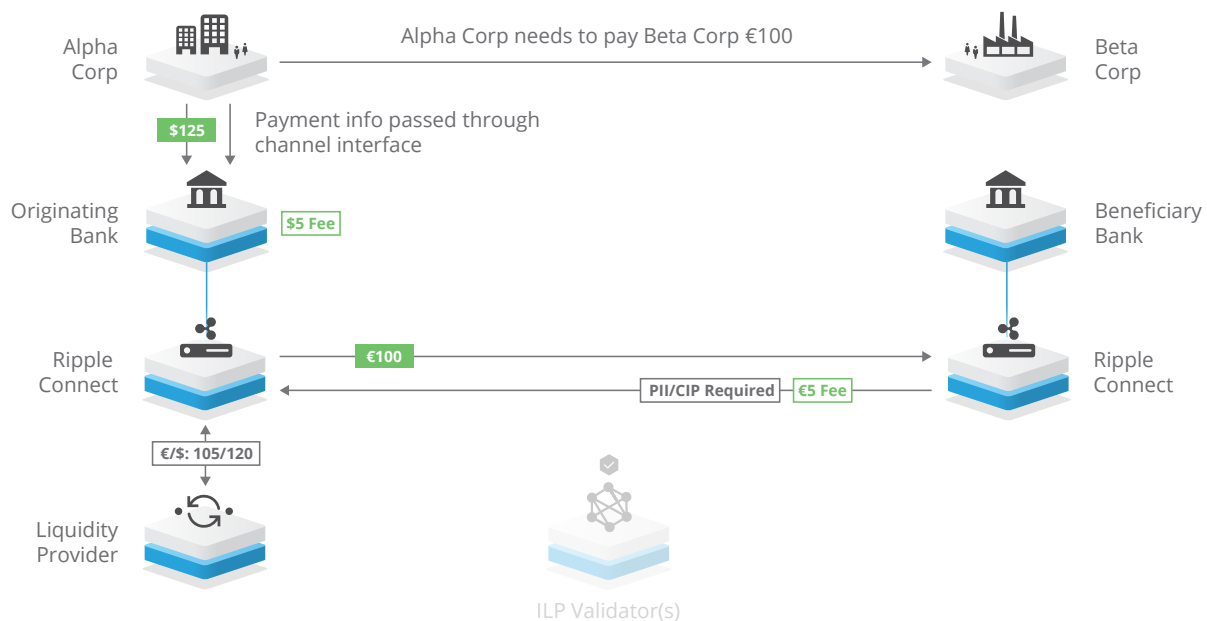 Alpha
Corp
Alpha Corp needs to pay Beta Corp €100
Beta
Corp
$125
Payment info passed through
channel interface
Originating
Bank
$5 Fee
Beneficiary
Bank
Ripple
Connect
€100
PII/CIP Required
€5 Fee
Ripple
Connect
€/$: 105/120
Liquidity
Provider
ILP Validator(s)